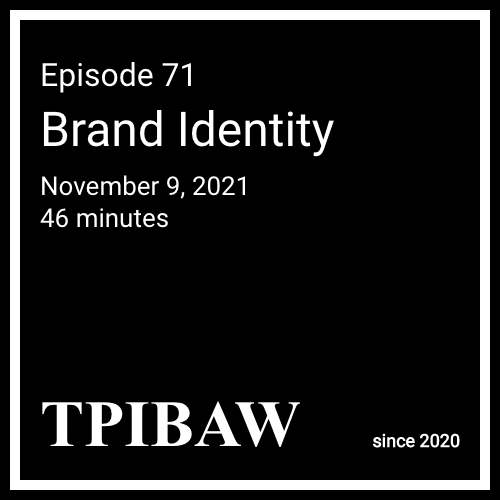 Episode 71
Brand Identity
November 9, 2021
46 minutes
TPIBAW
since 2020